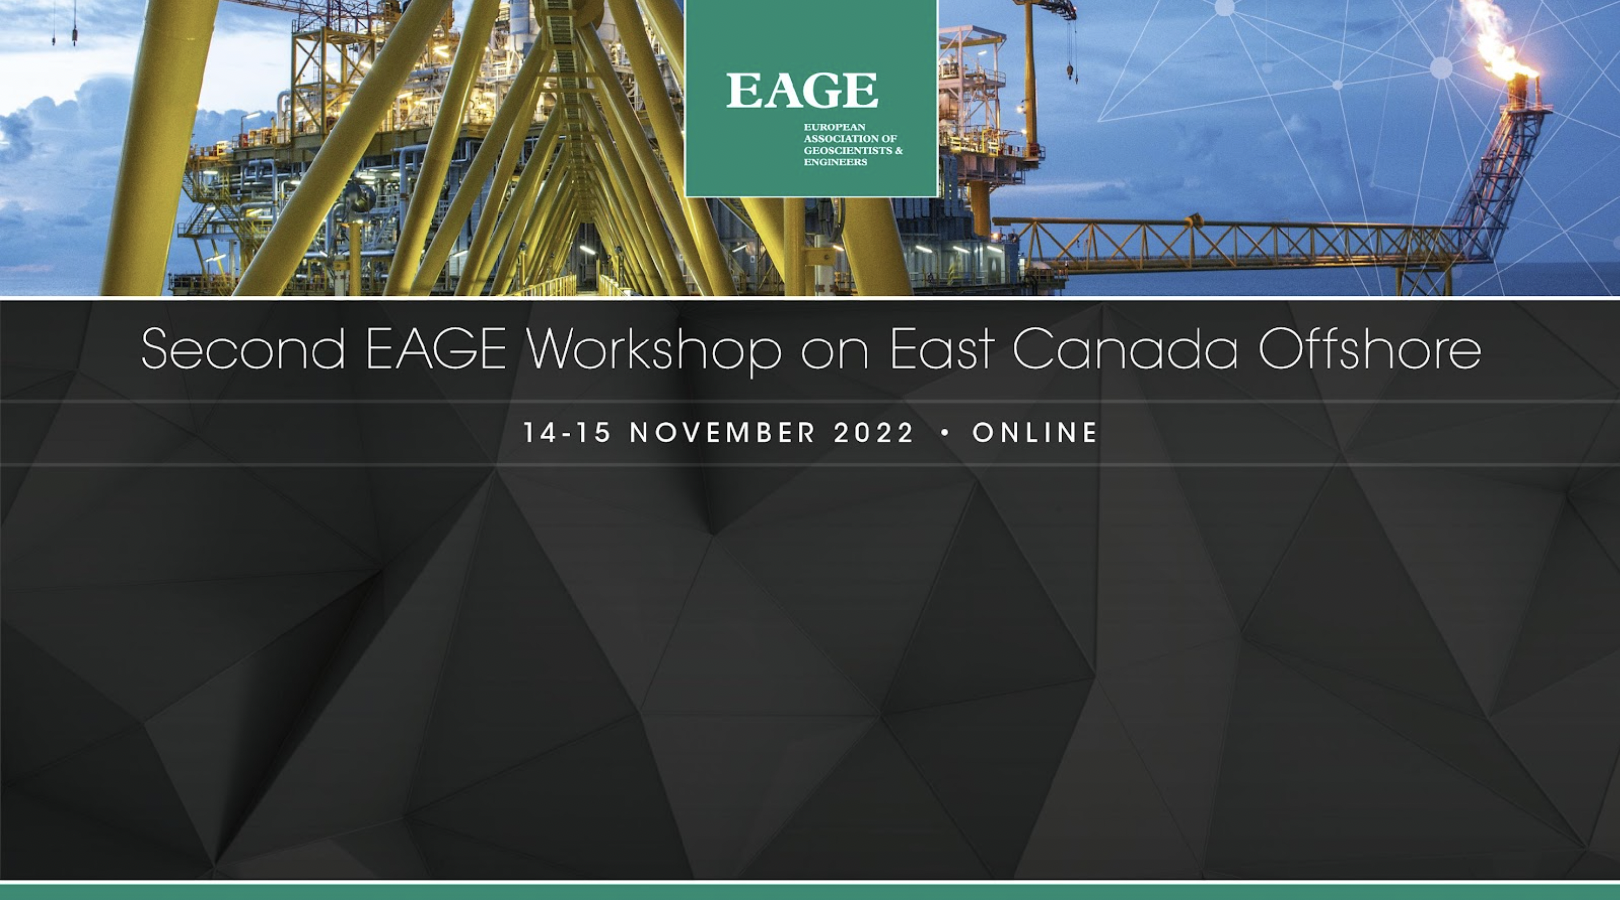 EAGE
EUROPEAN
ASSOCIATION OF
GEOSCIENTISTS &
ENGINEERS
Second EAGE Workshop on East Canada Offshore
14-15 NOVEMBER 2022 • ONLINE